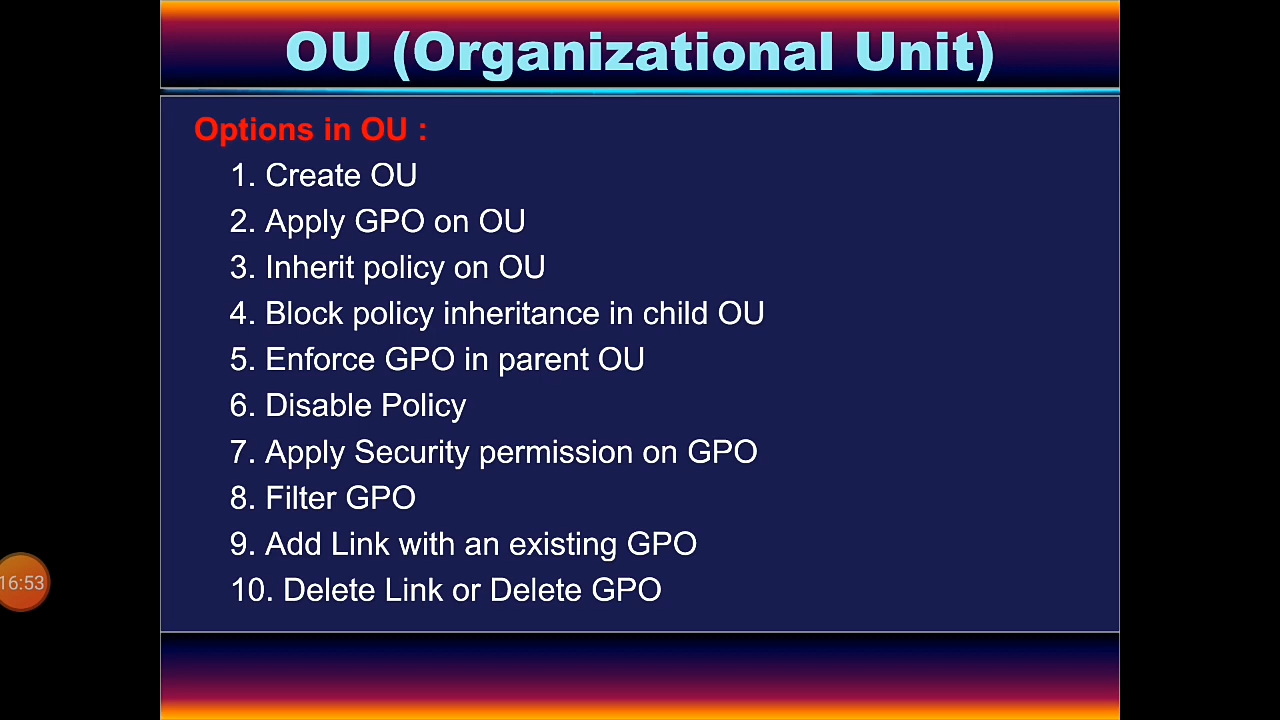 OU (Organizational Unit)
Options in OU :
1. Create OU
2. Apply GPO on OU
3. Inherit policy on OU
4. Block policy inheritance in child OU
5. Enforce GPO in parent OU
6. Disable Policy
7. Apply Security permission on GPO
8. Filter GPO
9. Add Link with an existing GPO
10. Delete Link or Delete GPO
16:53